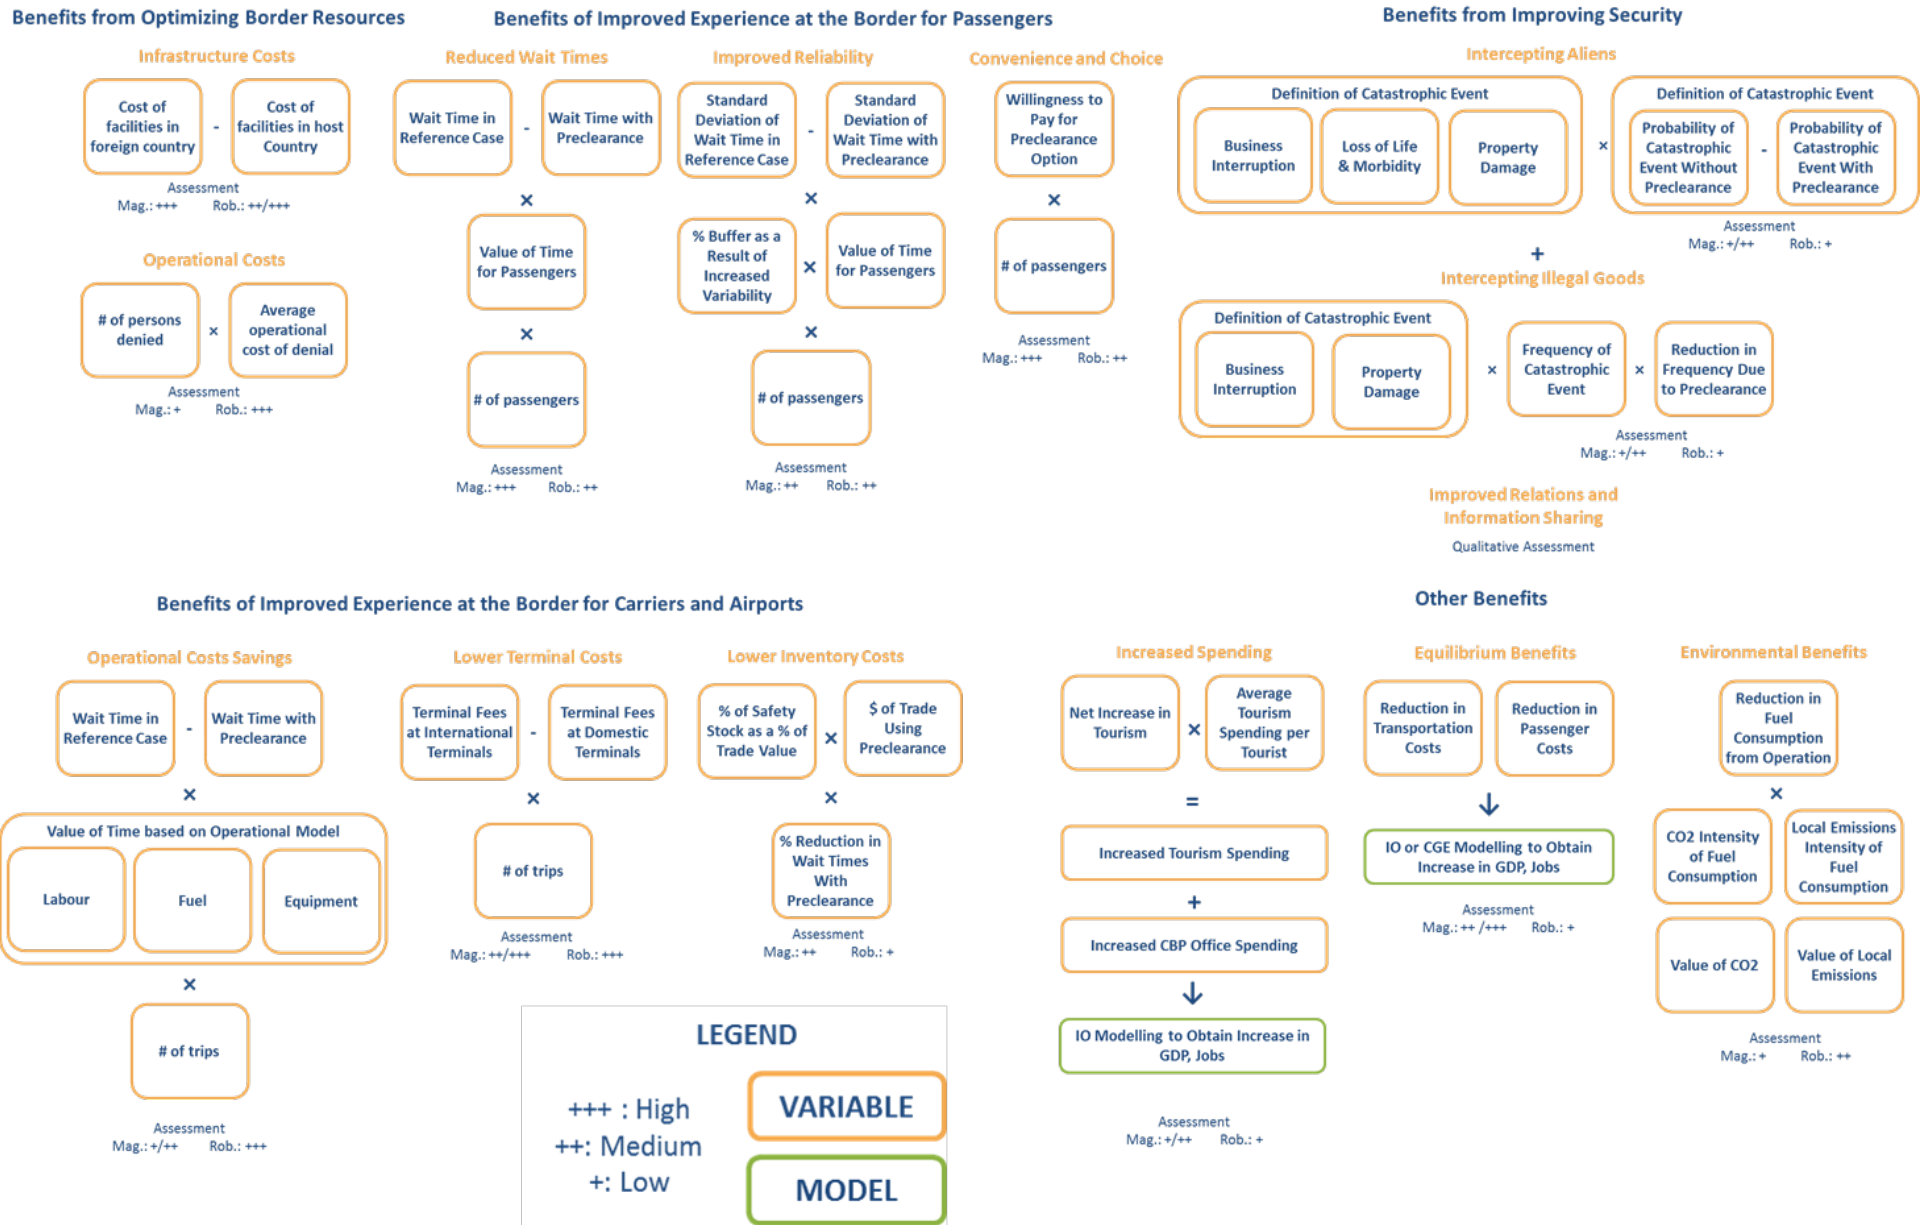 Benefits from Optimizing Border Resources
Infrastructure Costs
Cost of
facilities in
foreign country
-
Cost of
facilities in host
Country
Assessment
Mag.: +++ Rob.: ++/+++
Operational Costs
# of persons
denied
×
Average
operational
cost of denial
Assessment
Mag.: + Rob.: +++
Benefits of Improved Experience at the Border for Passengers
Reduced Wait Times
Wait Time in
Reference Case
-
Wait Time with
Preclearance
×
Value of Time
for Passengers
×
# of passengers
Assessment
Mag.: +++ Rob.: ++
Improved Reliability
Standard
Deviation of
Wait Time in
Reference Case
-
Standard
Deviation of
Wait Time with
Preclearance
×
% Buffer as a
Result of
Increased
Variability
×
Value of Time
for Passengers
×
# of passengers
Assessment
Mag.: ++ Rob.: ++
Convenience and Choice
Willingness to
Pay for
Preclearance
Option
×
# of passengers
Assessment
Mag.: +++ Rob.: ++
Benefits from Improving Security
Intercepting Aliens
Definition of Catastrophic Event
Business
Interruption
Loss of Life
& Morbidity
Property
Damage
×
Definition of Catastrophic Event
Probability of
Catastrophic
Event Without
Preclearance
-
Probability of
Catastrophic
Event With
Preclearance
Assessment
Mag.: +/++ Rob.: +
+
Intercepting Illegal Goods
Definition of Catastrophic Event
Business
Interruption
Property
Damage
×
Frequency of
Catastrophic
Event
×
Reduction in
Frequency Due
to Preclearance
Assessment
Mag.: +/++ Rob.: +
Improved Relations and
Information Sharing
Qualitative Assessment
Benefits of Improved Experience at the Border for Carriers and Airports
Operational Costs Savings
Wait Time in
Reference Case
-
Wait Time with
Preclearance
×
Value of Time based on Operational Model
Labour
Fuel
Equipment
×
# of trips
Assessment
Mag.: +/++ Rob.: +++
Lower Terminal Costs
Terminal Fees
at International
Terminals
-
Terminal Fees
at Domestic
Terminals
×
# of trips
Assessment
Mag.: ++/+++ Rob.: +++
Lower Inventory Costs
% of Safety
Stock as a % of
Trade Value
×
$ of Trade
Using
Preclearance
×
% Reduction in
Wait Times
With
Preclearance
Assessment
Mag.: ++ Rob.: +
LEGEND
+++ : High
++: Medium
+: Low
VARIABLE
MODEL
Other Benefits
Increased Spending
Net Increase in
Tourism
×
Average
Tourism
Spending per
Tourist
=
Increased Tourism Spending
+
Increased CBP Office Spending
↓
IO Modelling to Obtain Increase in
GDP, Jobs
Assessment
Mag.: +/++ Rob.: +
Equilibrium Benefits
Reduction in
Transportation
Costs
Reduction in
Passenger
Costs
↓
IO or CGE Modelling to Obtain
Increase in GDP, Jobs
Assessment
Mag.: ++ /+++ Rob.: +
Environmental Benefits
Reduction in
Fuel
Consumption
from Operation
×
CO2 Intensity
of Fuel
Consumption
Local Emissions
Intensity of
Fuel
Consumption
Value of CO2
Value of Local
Emissions
Assessment
Mag.: + Rob.: ++